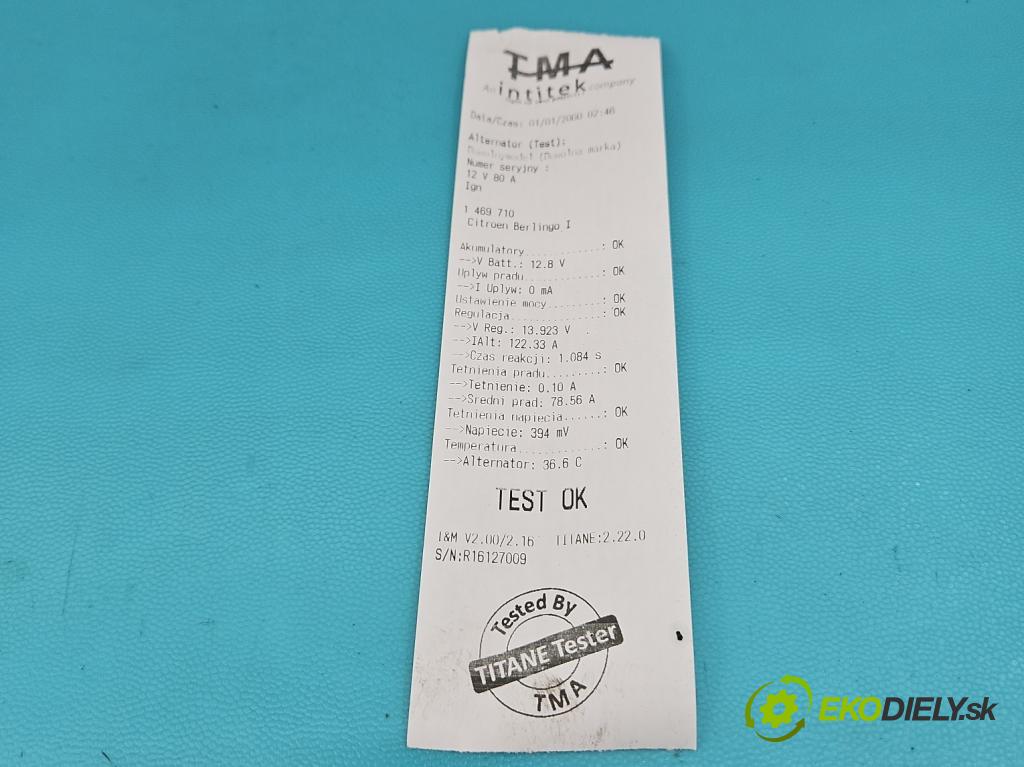 TMA
An intitek company
Data/Czas: 01/01/2000 02:46
Alternator (Test):
(Dowolna marka)
Numer seryjny :
12 V 80 A
Ign
1 469 710
Citroen Berlingo I
Akumulatory............: OK
-->V Batt.: 12.8 V
Uplyw pradu............: OK
-->I Uplyw: 0 mA
Ustawienie mocy........: OK
Regulacja..............: OK
-->V Reg.: 13.923 V
-->IAlt: 122.33 A
-->Czas reakcji: 1.084 s
Tetnienia pradu.........: OK
-->Tetnienie: 0.10 A
-->Sredni prad: 78.56 A
Tetnienia napiecia......: OK
-->Napiecie: 394 mV
Temperatura.............: OK
-->Alternator: 36.6 C
TEST OK
I&M V2.00/2.16 TITANE:2.22.0
S/N:R16127009
Tested By
TITANE Tester
TMA
EKODIELY.sk